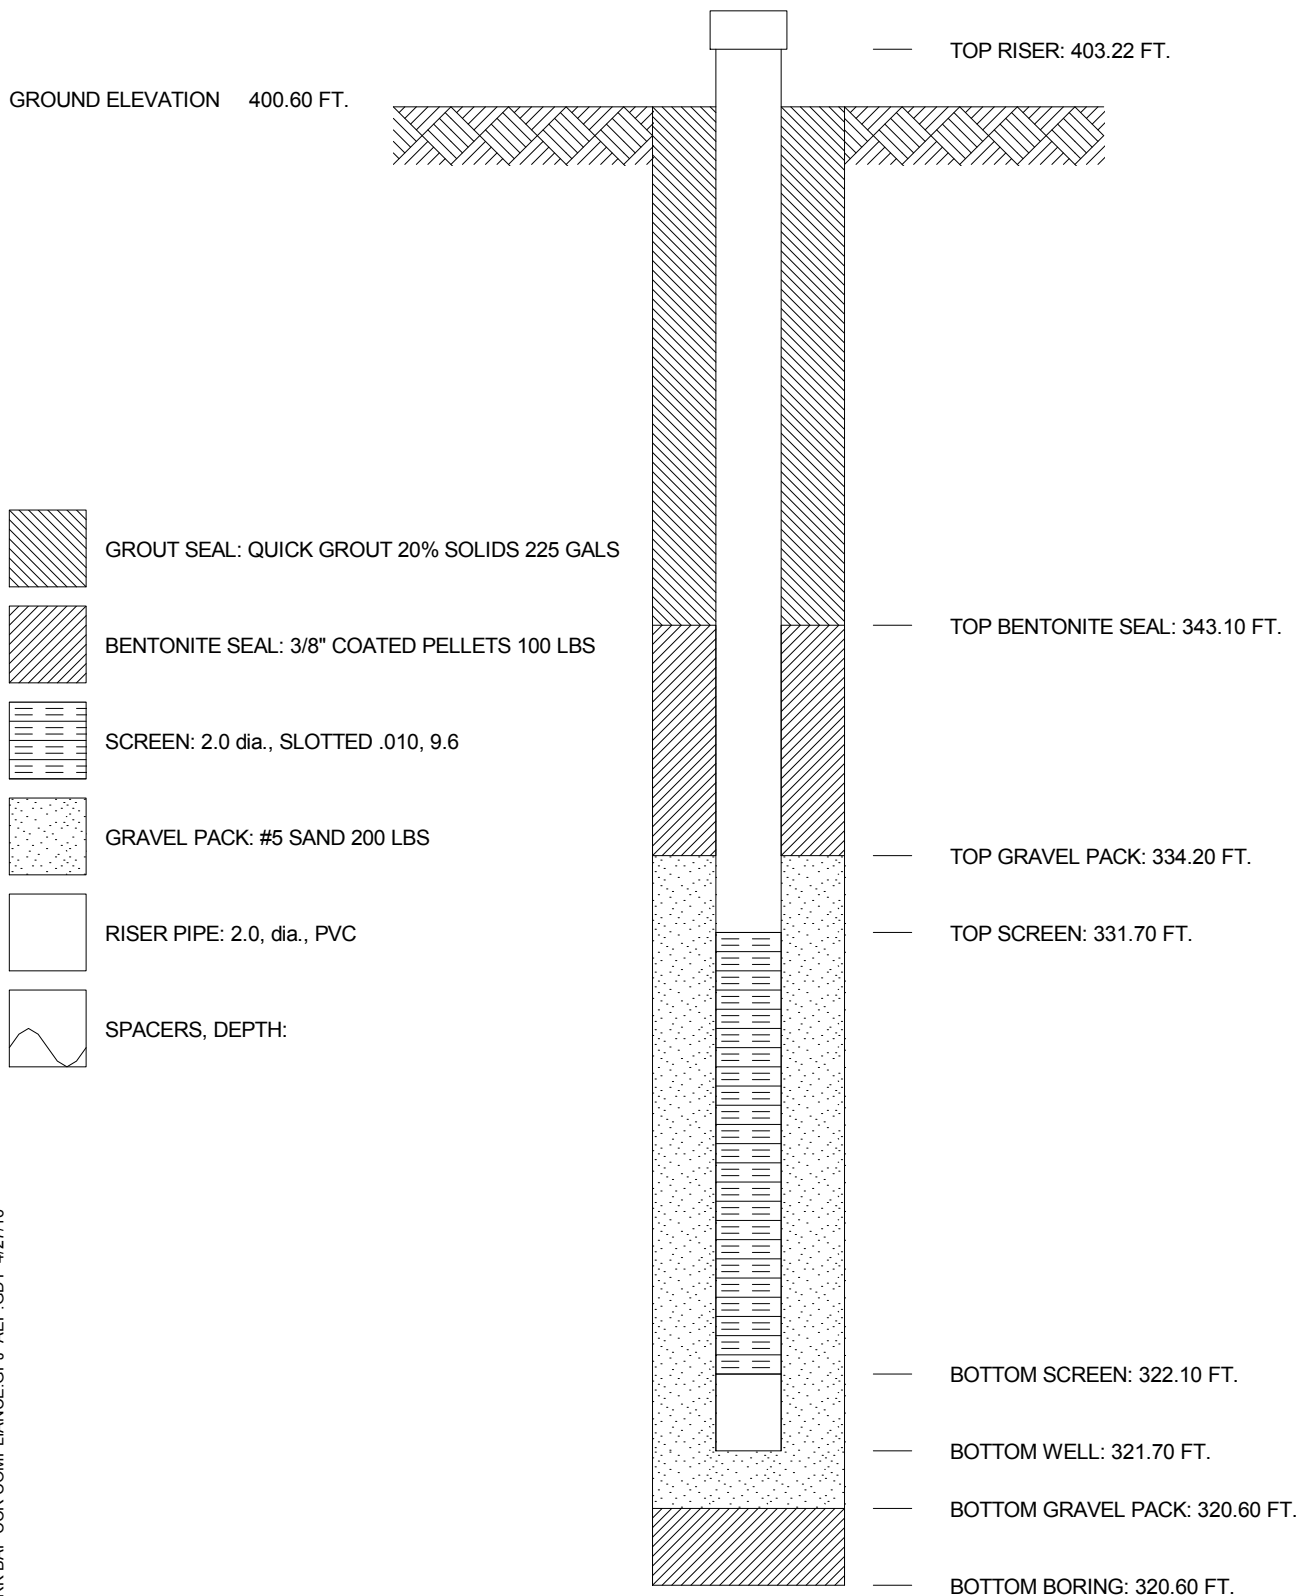 TOP RISER: 403.22 FT.
GROUND ELEVATION 400.60 FT.
GROUT SEAL: QUICK GROUT 20% SOLIDS 225 GALS
TOP BENTONITE SEAL: 343.10 FT.
BENTONITE SEAL: 3/8" COATED PELLETS 100 LBS
SCREEN: 2.0 dia., SLOTTED .010, 9.6
GRAVEL PACK: #5 SAND 200 LBS
TOP GRAVEL PACK: 334.20 FT.
RISER PIPE: 2.0, dia., PVC
TOP SCREEN: 331.70 FT.
SPACERS, DEPTH:
BOTTOM SCREEN: 322.10 FT.
BOTTOM WELL: 321.70 FT.
BOTTOM GRAVEL PACK: 320.60 FT.
BOTTOM BORING: 320.60 FT.